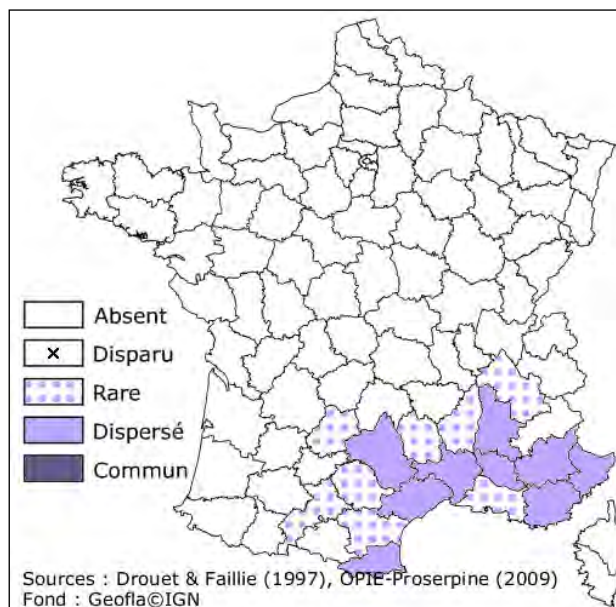 Absent
Disparu
Rare
Dispersé
Commun
Sources : Drouet & Faillie (1997), OPIE-Proserpine (2009)
Fond : Geofla©IGN